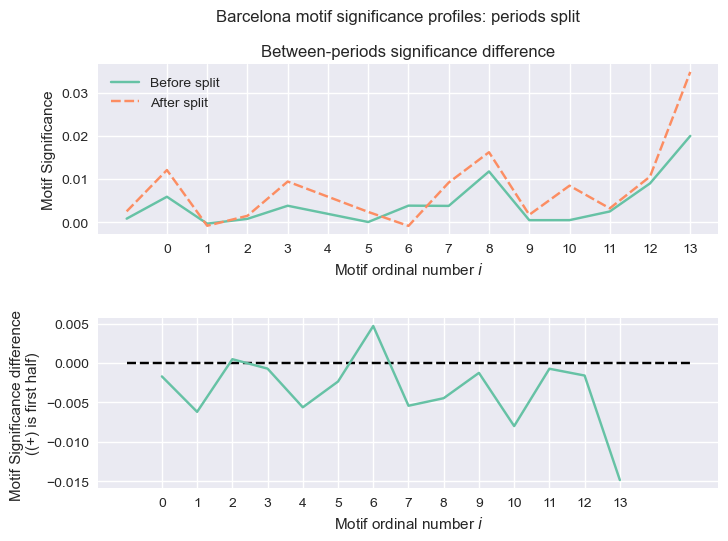 Barcelona motif significance profiles: periods split
Between-periods significance difference
Motif Significance
0.03
0.02
0.01
0.00
Before split
After split
0 1 2 3 4 5 6 7 8 9 10 11 12 13
Motif ordinal number i
Motif Significance difference
((+) is first half)
0.005
0.000
−0.005
−0.010
−0.015
0 1 2 3 4 5 6 7 8 9 10 11 12 13
Motif ordinal number i